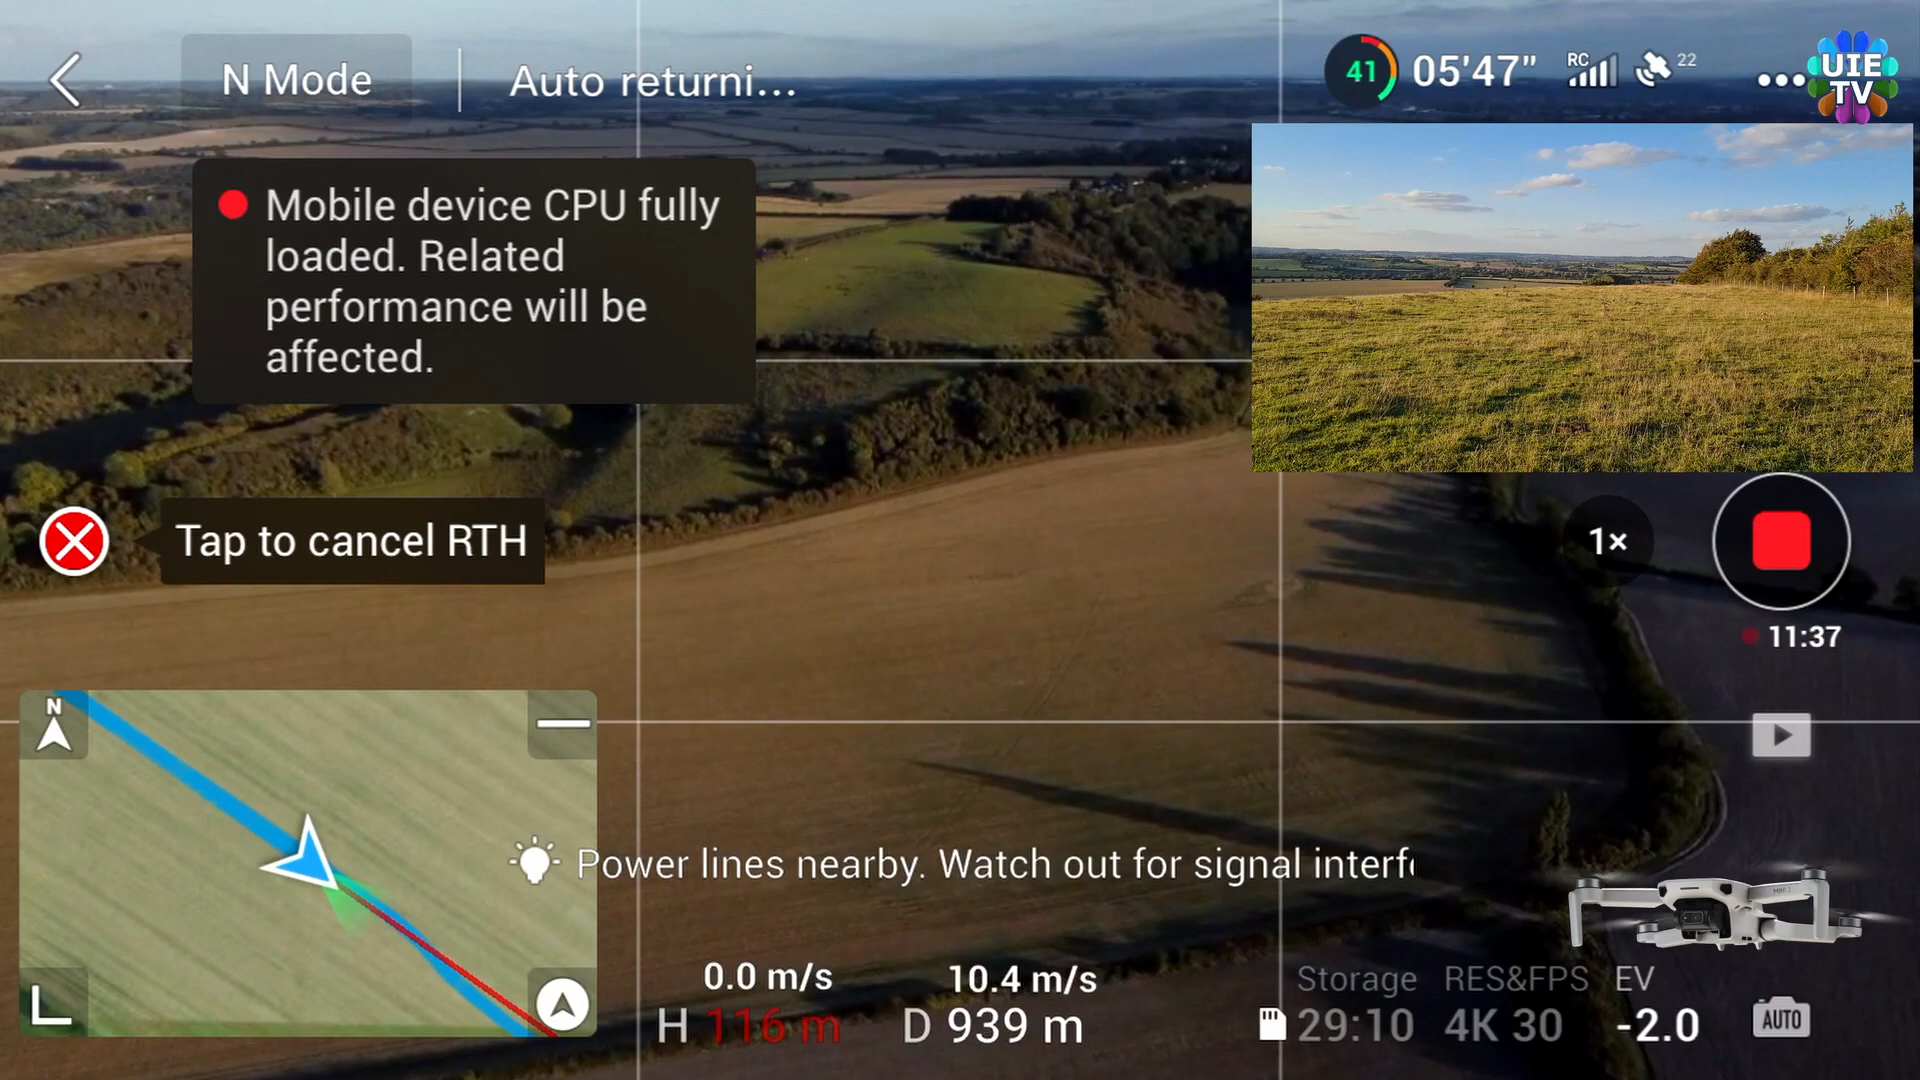 N Mode
Auto returni...
41
05'47"
RC
22
UIE
TV
Mobile device CPU fully
loaded. Related
performance will be
affected.
Tap to cancel RTH
1×
11:37
N
Power lines nearby. Watch out for signal interf
0.0 m/s
10.4 m/s
H 116 m
D 939 m
Storage
29:10
RES&FPS
4K 30
EV
-2.0
AUTO